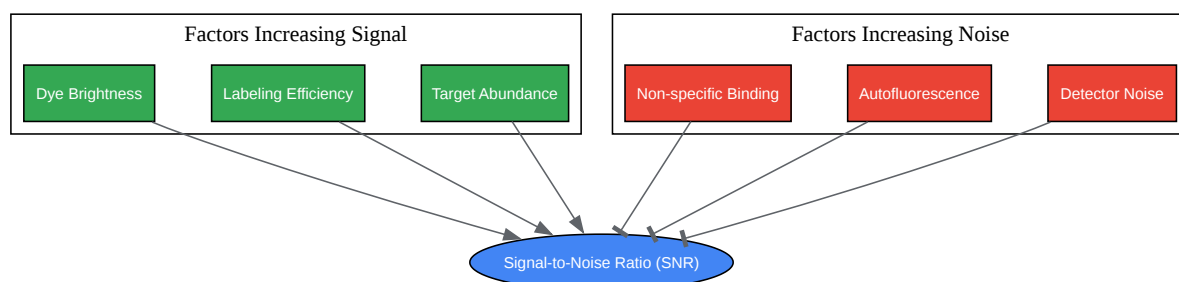 Factors Increasing Signal
Factors Increasing Noise
Dye Brightness
Labeling Efficiency
Target Abundance
Non-specific Binding
Autofluorescence
Detector Noise
Signal-to-Noise Ratio (SNR)